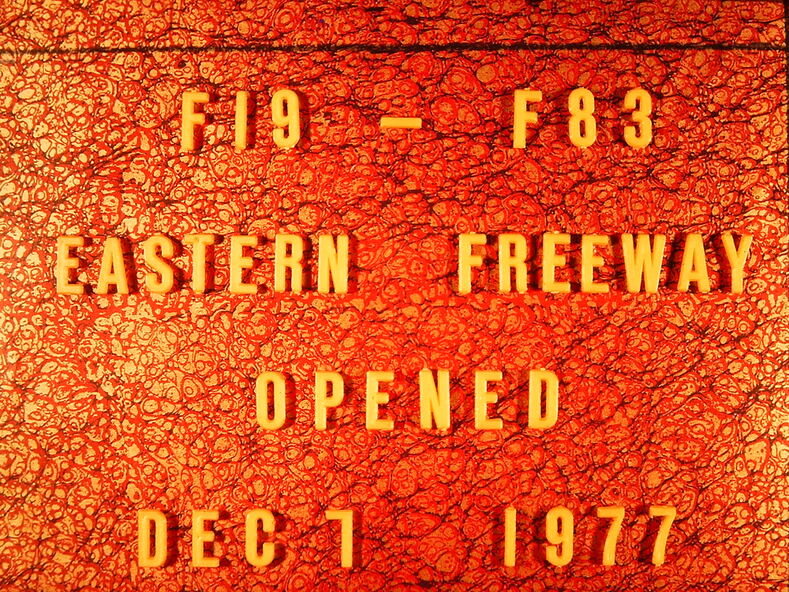 F19 - F83
EASTERN FREEWAY
OPENED
DEC 7 1977